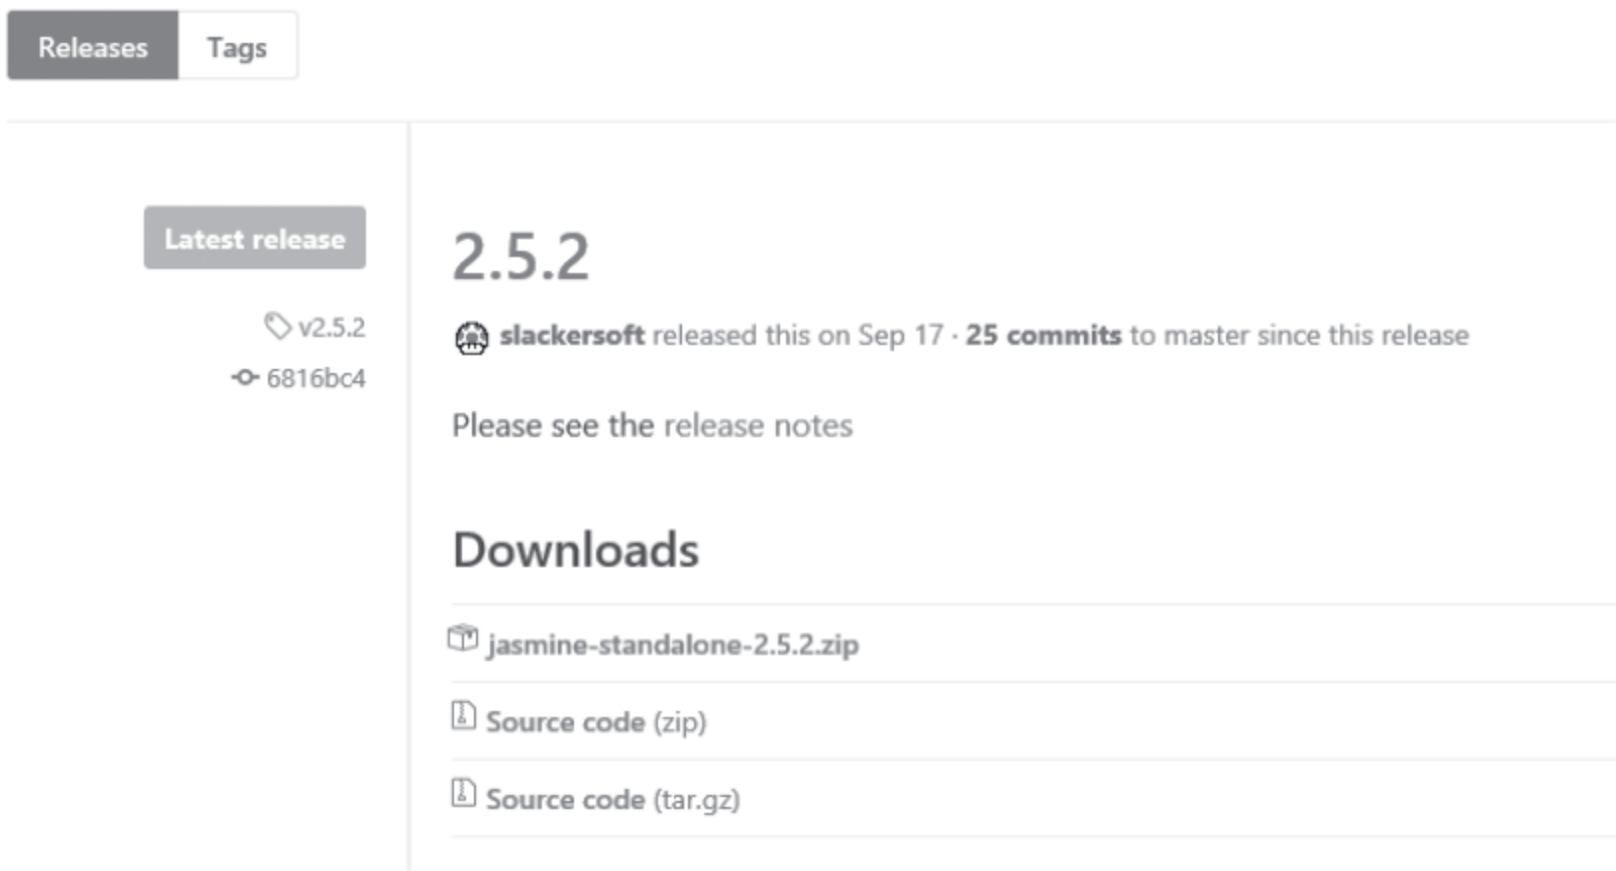 Releases Tags
Latest release
v2.5.2
6816bc4
2.5.2
slackersoft released this on Sep 17 · 25 commits to master since this release
Please see the release notes
Downloads
jasmine-standalone-2.5.2.zip
Source code (zip)
Source code (tar.gz)